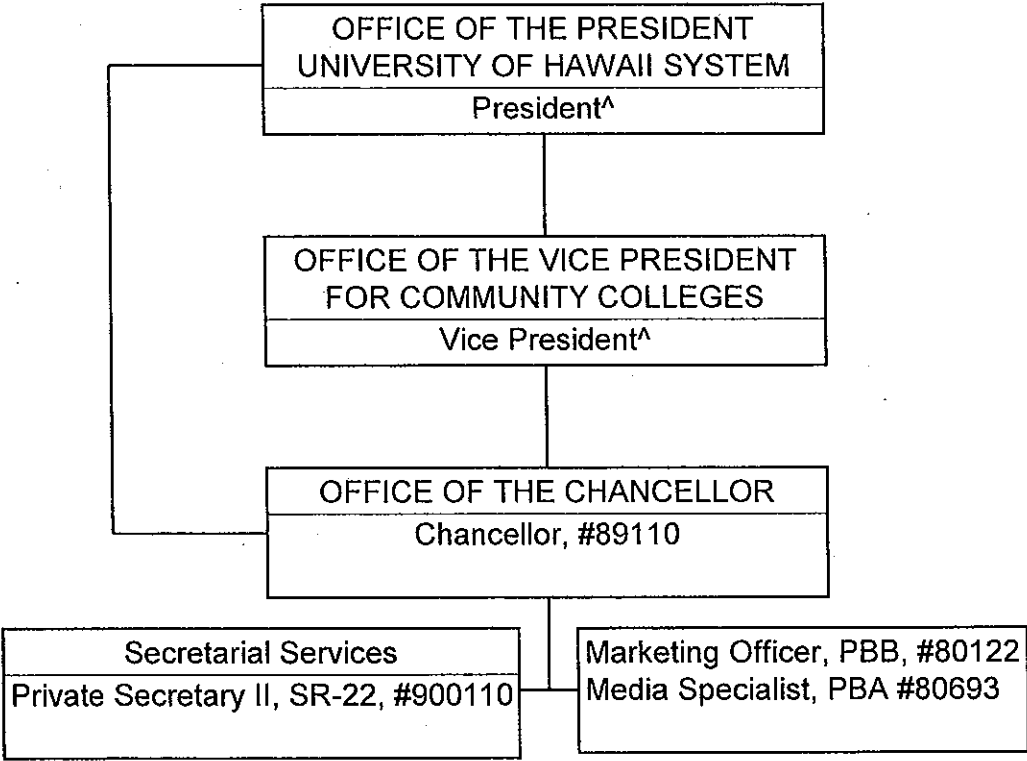 OFFICE OF THE PRESIDENT
UNIVERSITY OF HAWAII SYSTEM
President^
OFFICE OF THE VICE PRESIDENT
FOR COMMUNITY COLLEGES
Vice President^
OFFICE OF THE CHANCELLOR
Chancellor, #89110
Secretarial Services
Private Secretary II, SR-22, #900110
Marketing Officer, PBB, #80122
Media Specialist, PBA #80693